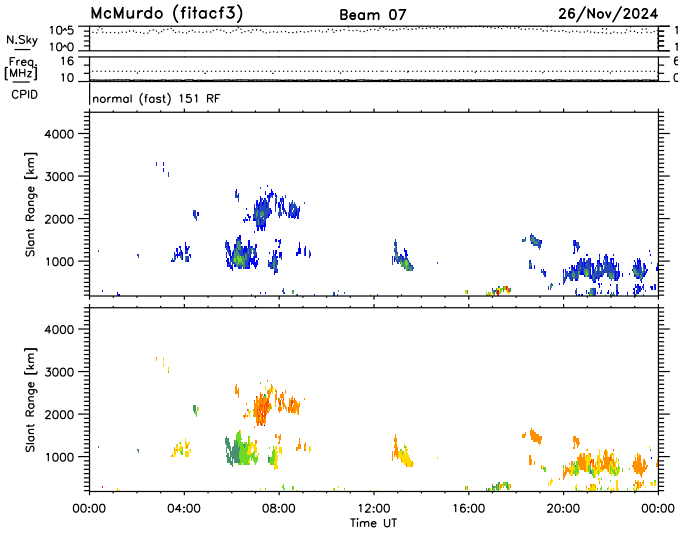 McMurdo (fitacf3) Beam 07 26/Nov/2024
N.Sky 10^5 10^0 1 1
Freq. [MHz] 16 10 6 0
CPID normal (fast) 151 RF
Slant Range [km] 4000 3000 2000 1000
Slant Range [km] 4000 3000 2000 1000
00:00 04:00 08:00 12:00 16:00 20:00 00:00
Time UT